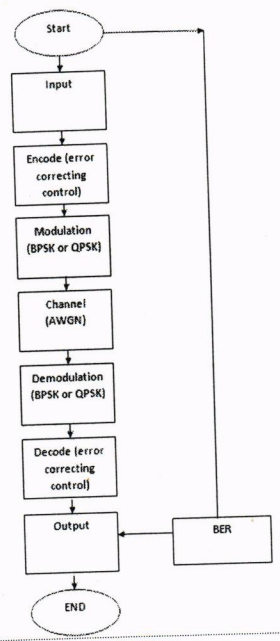 Start
Input
Encode (error
correcting
control)
Modulation
(BPSK or QPSK)
Channel
(AWGN)
Demodulation
(BPSK or QPSK)
Decode (error
correcting
control)
Output
BER
END